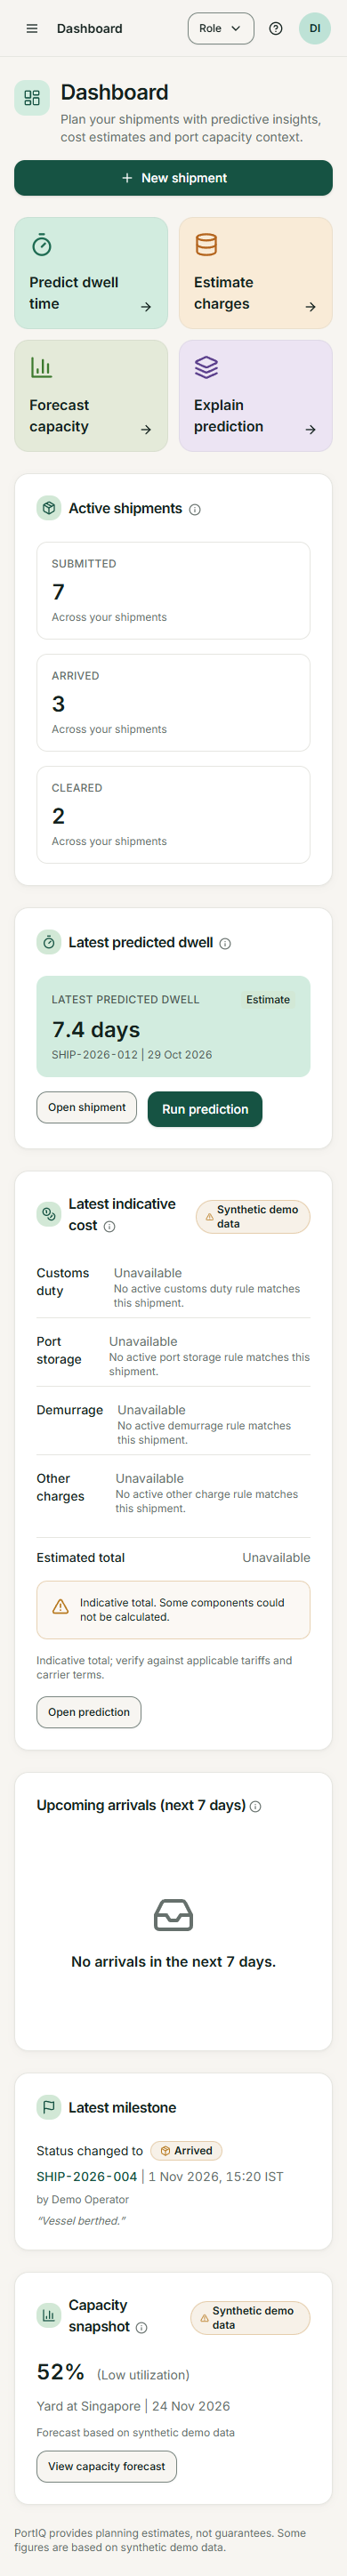 Dashboard
Role
DI
Dashboard
Plan your shipments with predictive insights,
cost estimates and port capacity context.
New shipment
Predict dwell
time
Estimate
charges
Forecast
capacity
Explain
prediction
Active shipments
SUBMITTED
7
Across your shipments
ARRIVED
3
Across your shipments
CLEARED
2
Across your shipments
Latest predicted dwell
LATEST PREDICTED DWELL
Estimate
7.4 days
SHIP-2026-012 | 29 Oct 2026
Open shipment
Run prediction
Latest indicative
cost
Synthetic demo
data
Customs
duty
Unavailable
No active customs duty rule matches
this shipment.
Port
storage
Unavailable
No active port storage rule matches this
shipment.
Demurrage
Unavailable
No active demurrage rule matches
this shipment.
Other
charges
Unavailable
No active other charge rule matches
this shipment.
Estimated total
Unavailable
Indicative total. Some components could
not be calculated.
Indicative total; verify against applicable tariffs and
carrier terms.
Open prediction
Upcoming arrivals (next 7 days)
No arrivals in the next 7 days.
Latest milestone
Status changed to
Arrived
SHIP-2026-004 | 1 Nov 2026, 15:20 IST
by Demo Operator
“Vessel berthed.”
Capacity
snapshot
Synthetic demo
data
52% (Low utilization)
Yard at Singapore | 24 Nov 2026
Forecast based on synthetic demo data
View capacity forecast
PortIQ provides planning estimates, not guarantees. Some
figures are based on synthetic demo data.